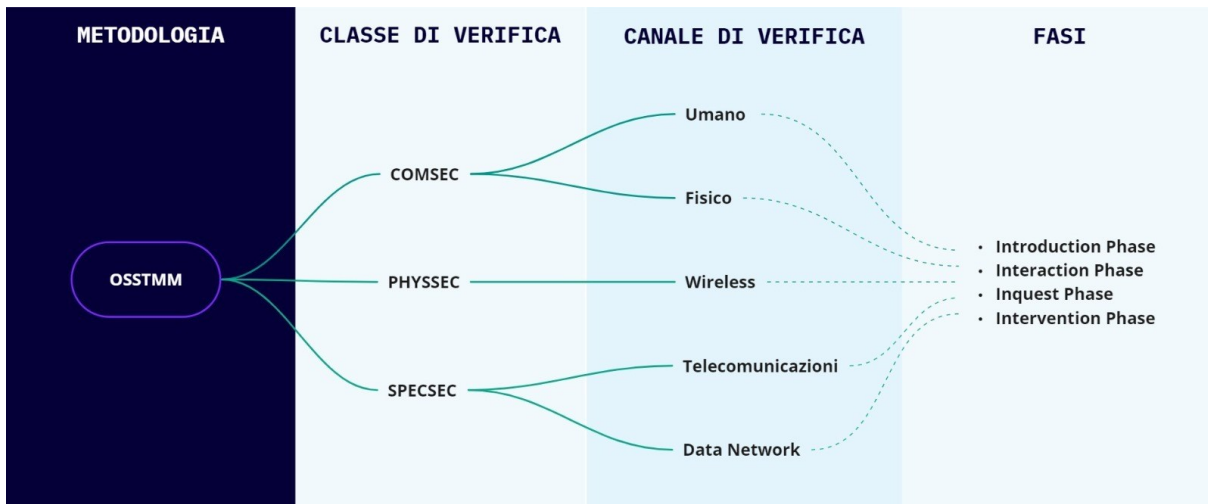 METODOLOGIA
CLASSE DI VERIFICA
CANALE DI VERIFICA
FASI
OSSTMM
COMSEC
PHYSSEC
SPECSEC
Umano
Fisico
Wireless
Telecomunicazioni
Data Network
• Introduction Phase
• Interaction Phase
• Inquest Phase
• Intervention Phase